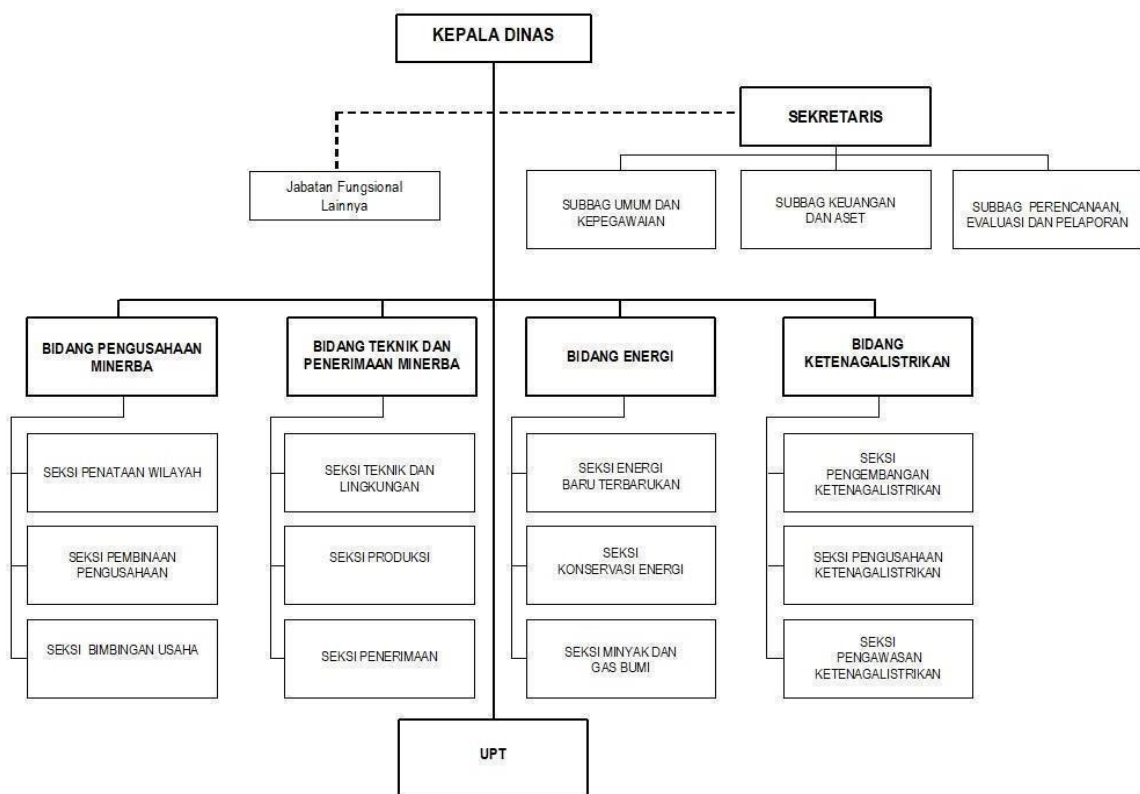 KEPALA DINAS
SEKRETARIS
Jabatan Fungsional
Lainnya
SUBBAG UMUM DAN
KEPEGAWAIAN
SUBBAG KEUANGAN
DAN ASET
SUBBAG PERENCANAAN,
EVALUASI DAN PELAPORAN
BIDANG PENGUSAHAAN
MINERBA
BIDANG TEKNIK DAN
PENERIMAAN MINERBA
BIDANG ENERGI
BIDANG
KETENAGALISTRIKAN
SEKSI PENATAAN WILAYAH
SEKSI TEKNIK DAN
LINGKUNGAN
SEKSI ENERGI
BARU TERBARUKAN
SEKSI
PENGEMBANGAN
KETENAGALISTRIKAN
SEKSI PEMBINAAN
PENGUSAHAAN
SEKSI PRODUKSI
SEKSI
KONSERVASI ENERGI
SEKSI PENGUSAHAAN
KETENAGALISTRIKAN
SEKSI BIMBINGAN USAHA
SEKSI PENERIMAAN
SEKSI MINYAK DAN
GAS BUMI
SEKSI
PENGAWASAN
KETENAGALISTRIKAN
UPT